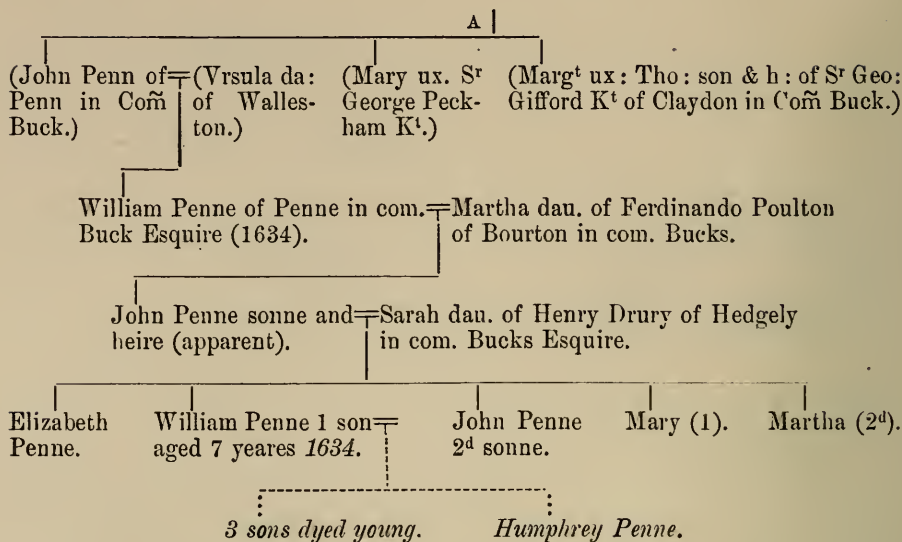 A
(John Penn of
Penn in Com̃
Buck.)
(Vrsula da:
of Walles-
ton.)
(Mary ux. Sʳ
George Peck-
ham Kᵗ.)
(Margᵗ ux: Tho: son & h: of Sʳ Geo:
Gifford Kᵗ of Claydon in Com̃ Buck.)
William Penne of Penne in com.
Buck Esquire (1634).
Martha dau. of Ferdinando Poulton
of Bourton in com. Bucks.
John Penne sonne and
heire (apparent).
Sarah dau. of Henry Drury of Hedgely
in com. Bucks Esquire.
Elizabeth
Penne.
William Penne 1 son
aged 7 yeares 1634.
John Penne
2ᵈ sonne.
Mary (1).
Martha (2ᵈ).
3 sons dyed young.
Humphrey Penne.